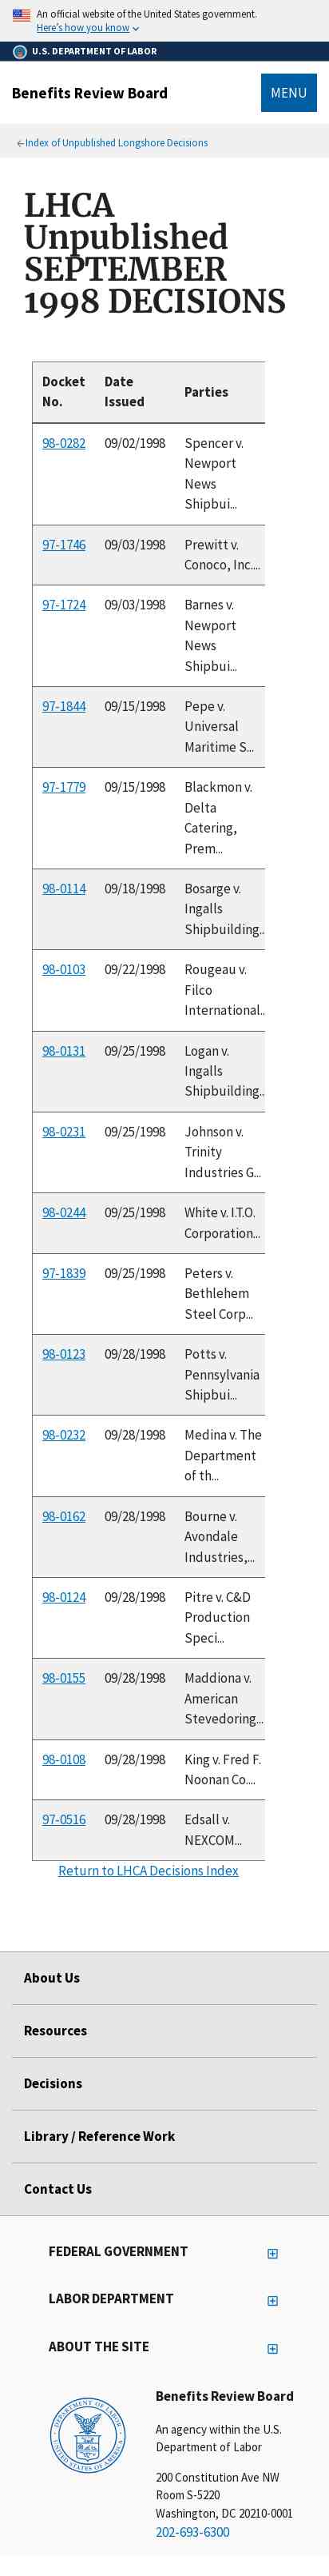 An official website of the United States government.
Here's how you know
U.S. DEPARTMENT OF LABOR
Benefits Review Board
MENU
Index of Unpublished Longshore Decisions
LHCA
Unpublished
SEPTEMBER
1998 DECISIONS
Docket No. Date Issued Parties
98-0282 09/02/1998 Spencer v.
Newport
News
Shipbui...
97-1746 09/03/1998 Prewitt v.
Conoco, Inc....
97-1724 09/03/1998 Barnes v.
Newport
News
Shipbui...
97-1844 09/15/1998 Pepe v.
Universal
Maritime S...
97-1779 09/15/1998 Blackmon v.
Delta
Catering,
Prem...
98-0114 09/18/1998 Bosarge v.
Ingalls
Shipbuilding..
98-0103 09/22/1998 Rougeau v.
Filco
International..
98-0131 09/25/1998 Logan v.
Ingalls
Shipbuilding..
98-0231 09/25/1998 Johnson v.
Trinity
Industries G...
98-0244 09/25/1998 White v. I.T.O.
Corporation...
97-1839 09/25/1998 Peters v.
Bethlehem
Steel Corp...
98-0123 09/28/1998 Potts v.
Pennsylvania
Shipbui...
98-0232 09/28/1998 Medina v. The
Department
of th...
98-0162 09/28/1998 Bourne v.
Avondale
Industries,...
98-0124 09/28/1998 Pitre v. C&D
Production
Speci...
98-0155 09/28/1998 Maddiona v.
American
Stevedoring...
98-0108 09/28/1998 King v. Fred F.
Noonan Co....
97-0516 09/28/1998 Edsall v.
NEXCOM...
Return to LHCA Decisions Index
About Us
Resources
Decisions
Library / Reference Work
Contact Us
FEDERAL GOVERNMENT
LABOR DEPARTMENT
ABOUT THE SITE
DEPARTMENT OF LABOR
UNITED STATES OF AMERICA
Benefits Review Board
An agency within the U.S.
Department of Labor
200 Constitution Ave NW
Room S-5220
Washington, DC 20210-0001
202-693-6300